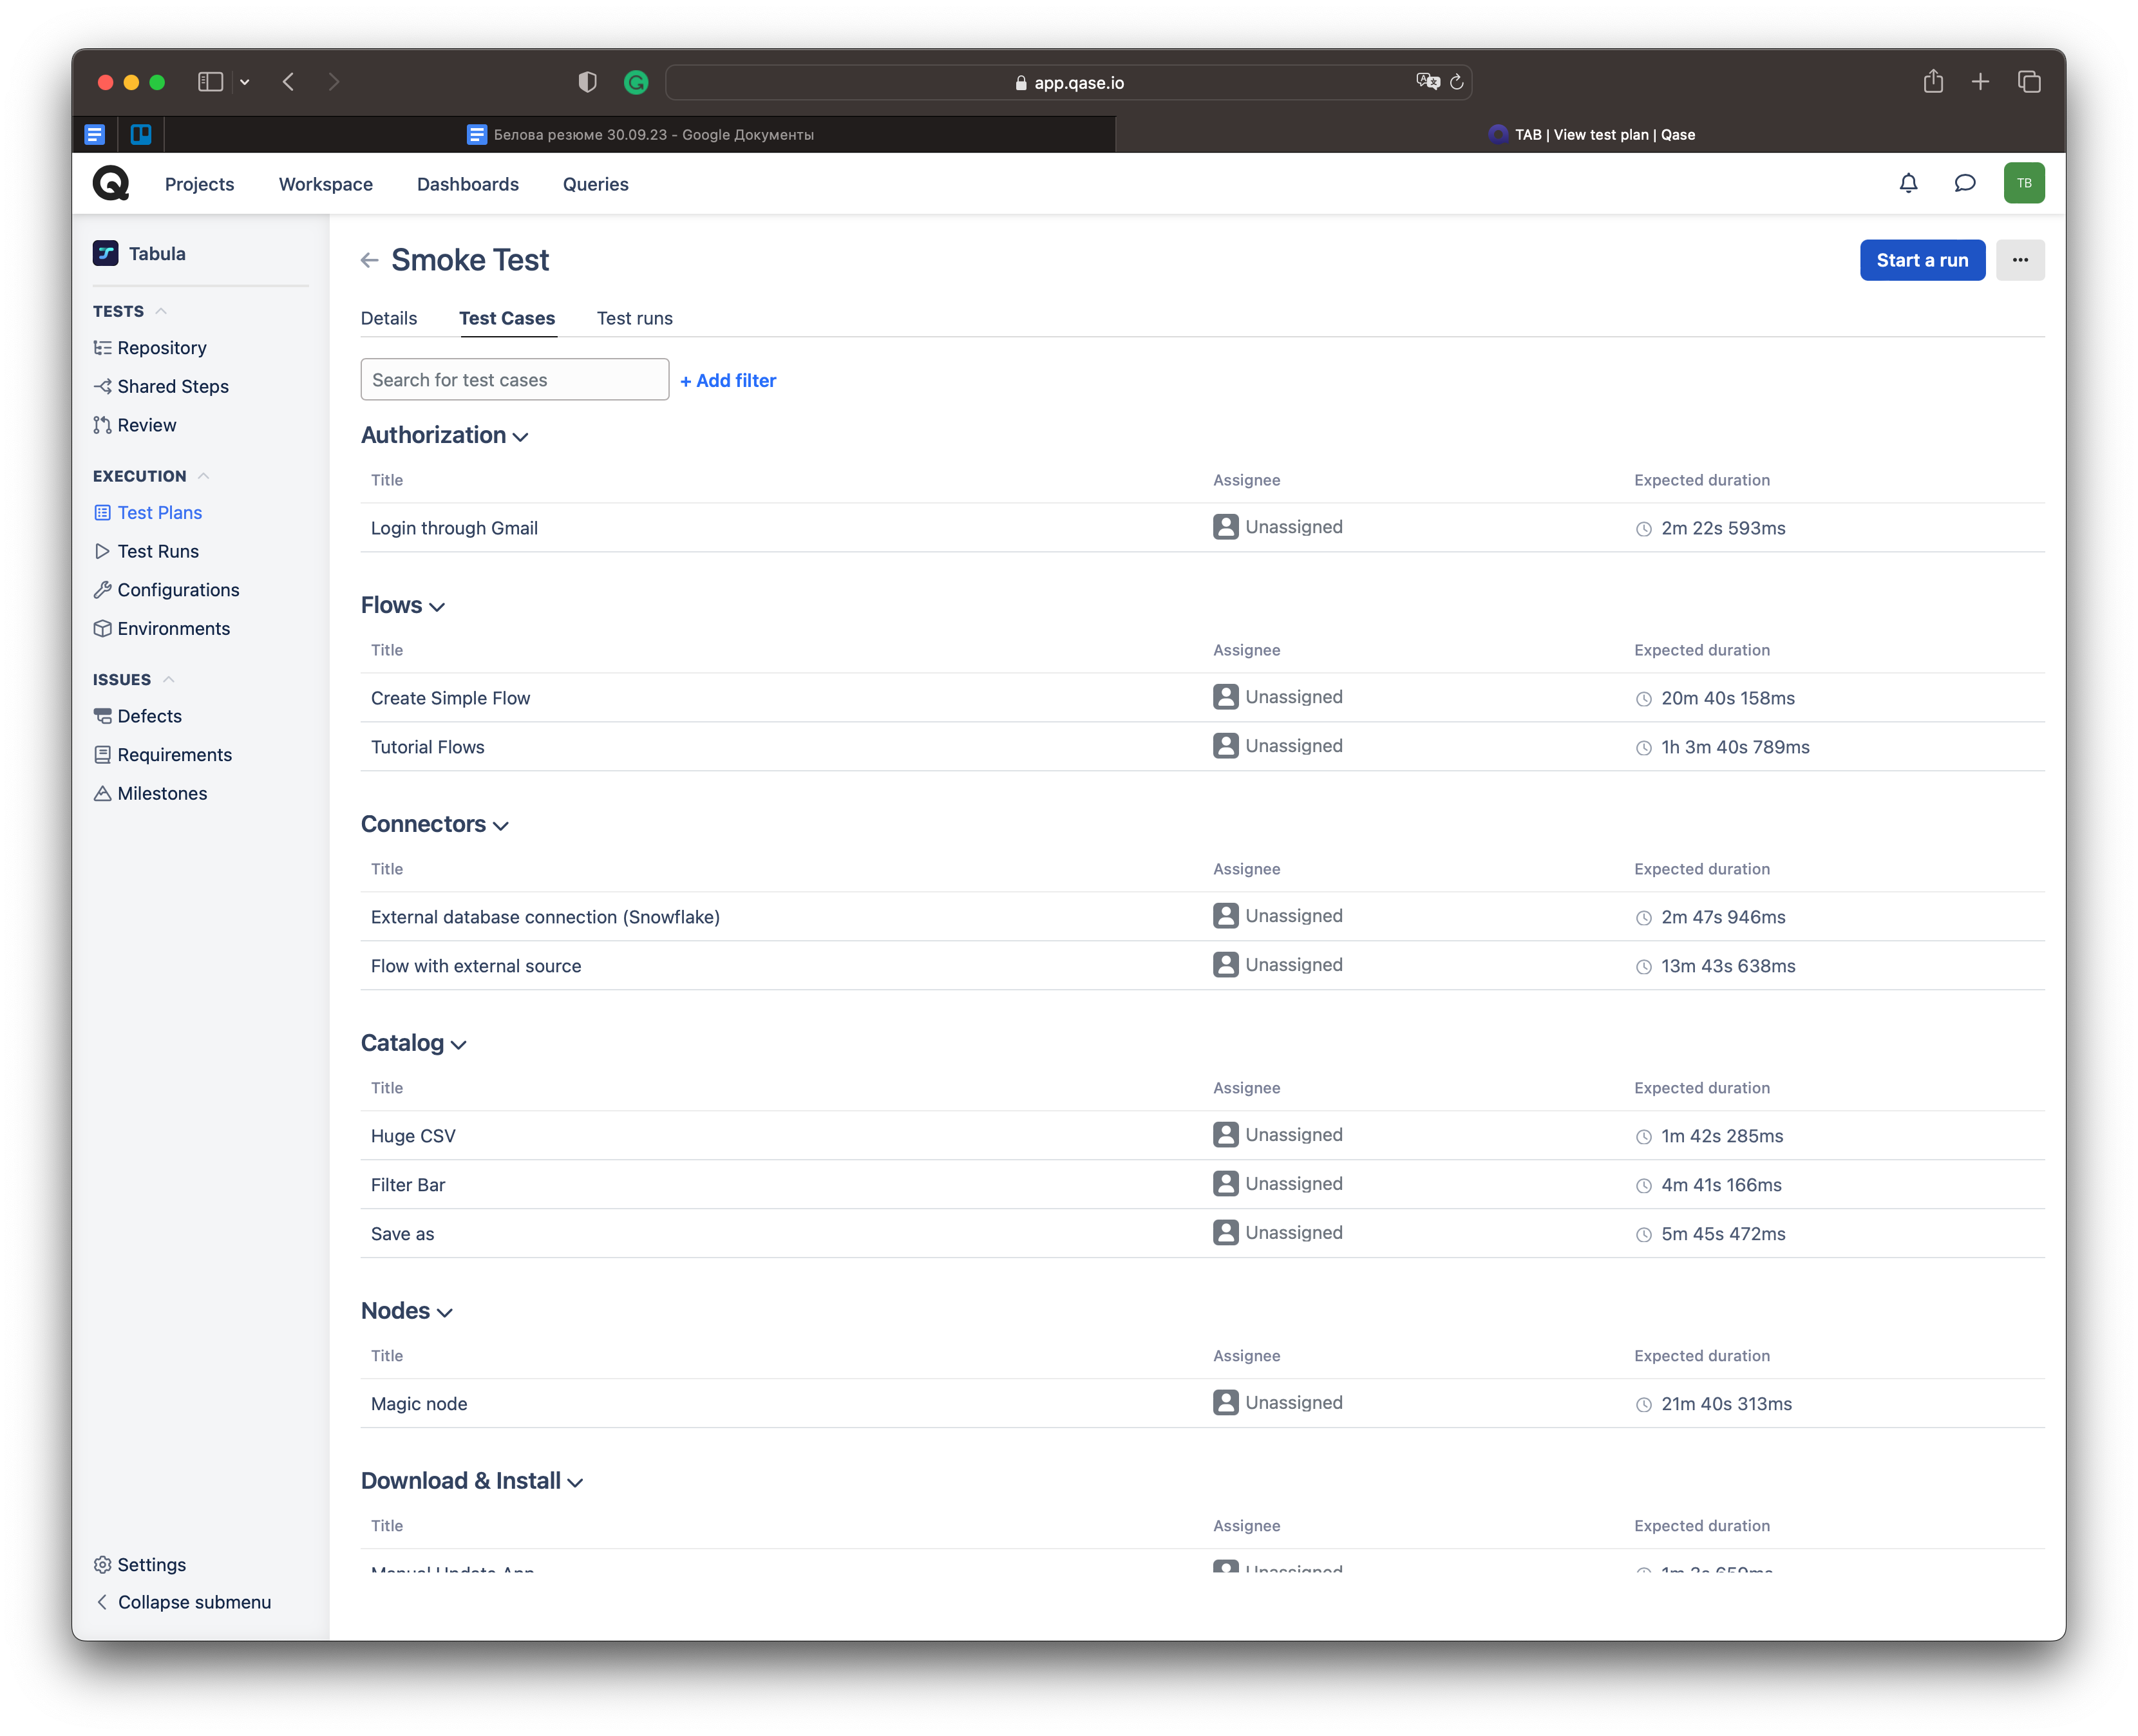 app.qase.io
Белова резюме 30.09.23 - Google Документы
TAB | View test plan | Qase
Projects Workspace Dashboards Queries
TB
Tabula
TESTS
Repository
Shared Steps
Review
EXECUTION
Test Plans
Test Runs
Configurations
Environments
ISSUES
Defects
Requirements
Milestones
Settings
Collapse submenu
Smoke Test
Start a run
Details Test Cases Test runs
Search for test cases + Add filter
Authorization
Title Assignee Expected duration
Login through Gmail Unassigned 2m 22s 593ms
Flows
Title Assignee Expected duration
Create Simple Flow Unassigned 20m 40s 158ms
Tutorial Flows Unassigned 1h 3m 40s 789ms
Connectors
Title Assignee Expected duration
External database connection (Snowflake) Unassigned 2m 47s 946ms
Flow with external source Unassigned 13m 43s 638ms
Catalog
Title Assignee Expected duration
Huge CSV Unassigned 1m 42s 285ms
Filter Bar Unassigned 4m 41s 166ms
Save as Unassigned 5m 45s 472ms
Nodes
Title Assignee Expected duration
Magic node Unassigned 21m 40s 313ms
Download & Install
Title Assignee Expected duration
Manual Update App Unassigned